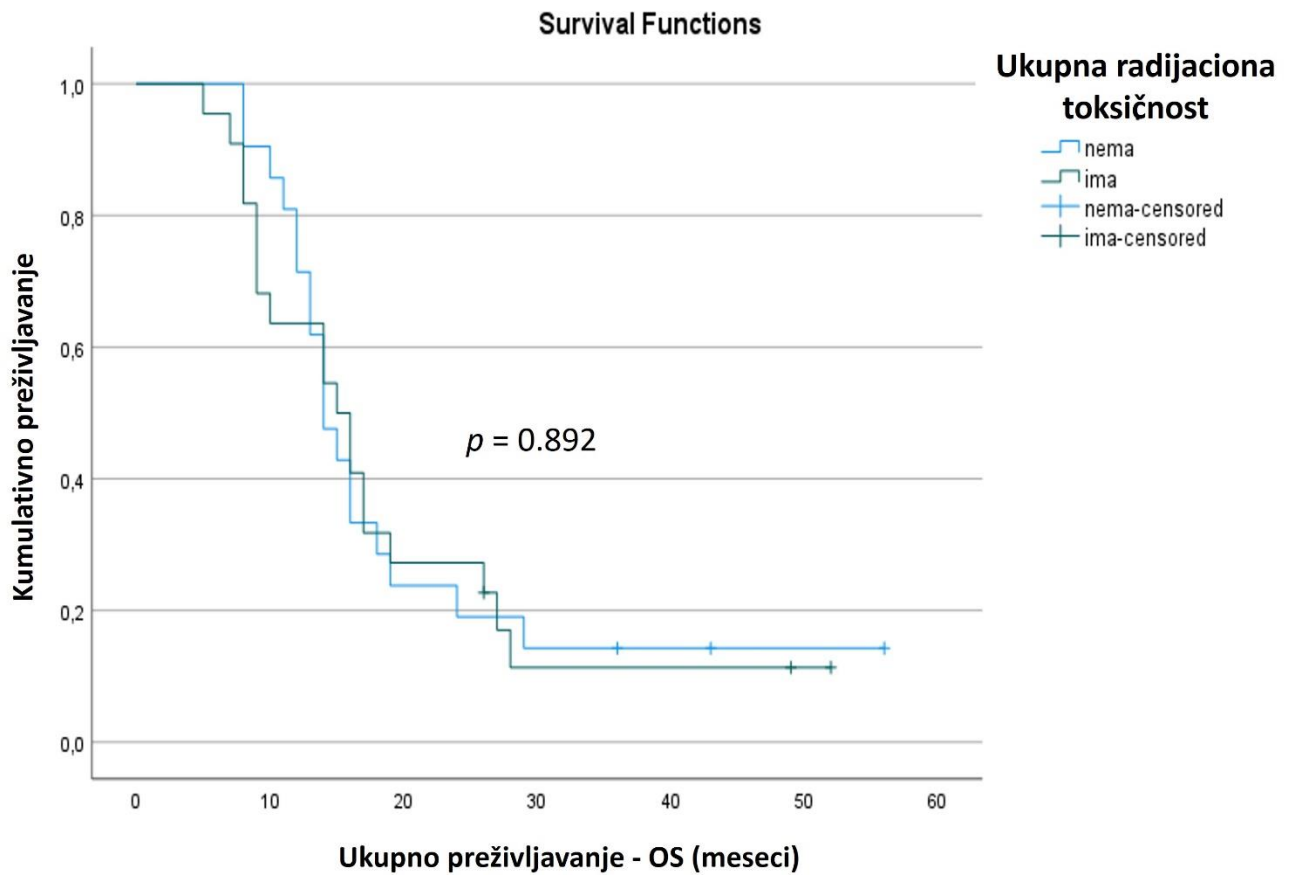 Survival Functions
Ukupna radijaciona
toksičnost
nema
ima
nema-censored
ima-censored
Kumulativno preživljavanje
1,0
0,8
0,6
0,4
0,2
0,0
p = 0.892
0 10 20 30 40 50 60
Ukupno preživljavanje - OS (meseci)